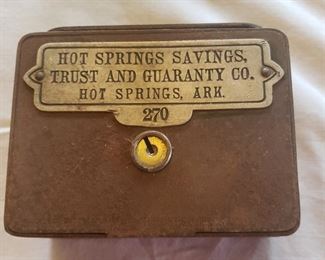 HOT SPRINGS SAVINGS,
TRUST AND GUARANTY CO.
HOT SPRINGS, ARK.
270